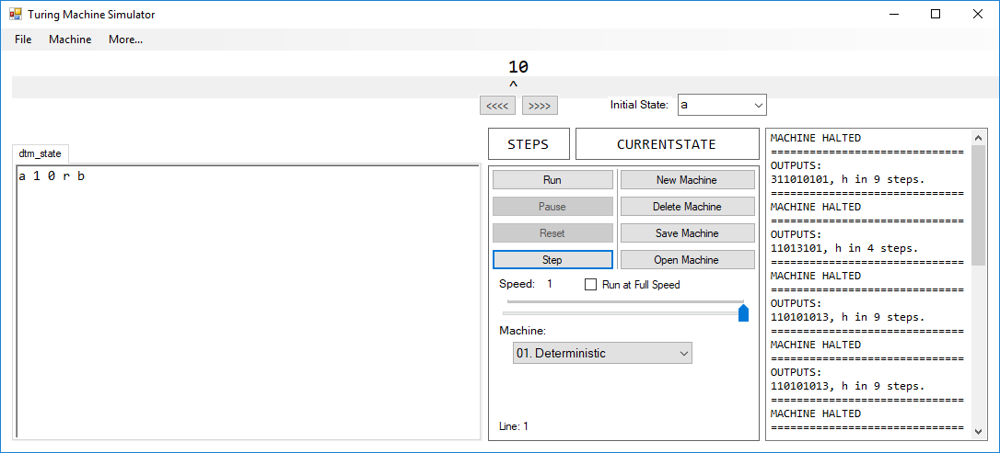 Turing Machine Simulator
File Machine More...
10
^
<<<< >>>> Initial State: a
dtm_state
a 1 0 r b
STEPS CURRENTSTATE
Run New Machine
Pause Delete Machine
Reset Save Machine
Step Open Machine
Speed: 1 Run at Full Speed
Machine:
01. Deterministic
Line: 1
MACHINE HALTED
==============================
OUTPUTS:
311010101, h in 9 steps.
==============================
MACHINE HALTED
==============================
OUTPUTS:
11013101, h in 4 steps.
==============================
MACHINE HALTED
==============================
OUTPUTS:
110101013, h in 9 steps.
==============================
MACHINE HALTED
==============================
OUTPUTS:
110101013, h in 9 steps.
==============================
MACHINE HALTED
==============================